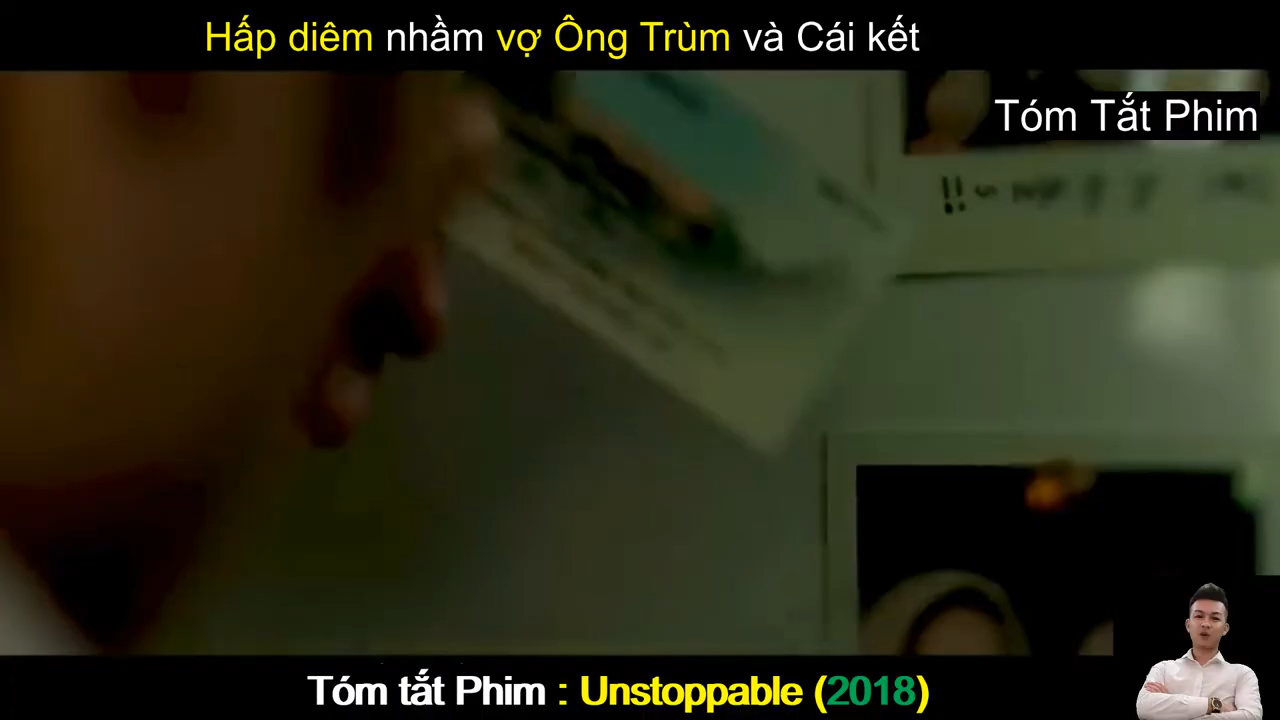 Hấp diêm nhầm vợ Ông Trùm và Cái kết
Tóm Tắt Phim
Tóm tắt Phim : Unstoppable (2018)